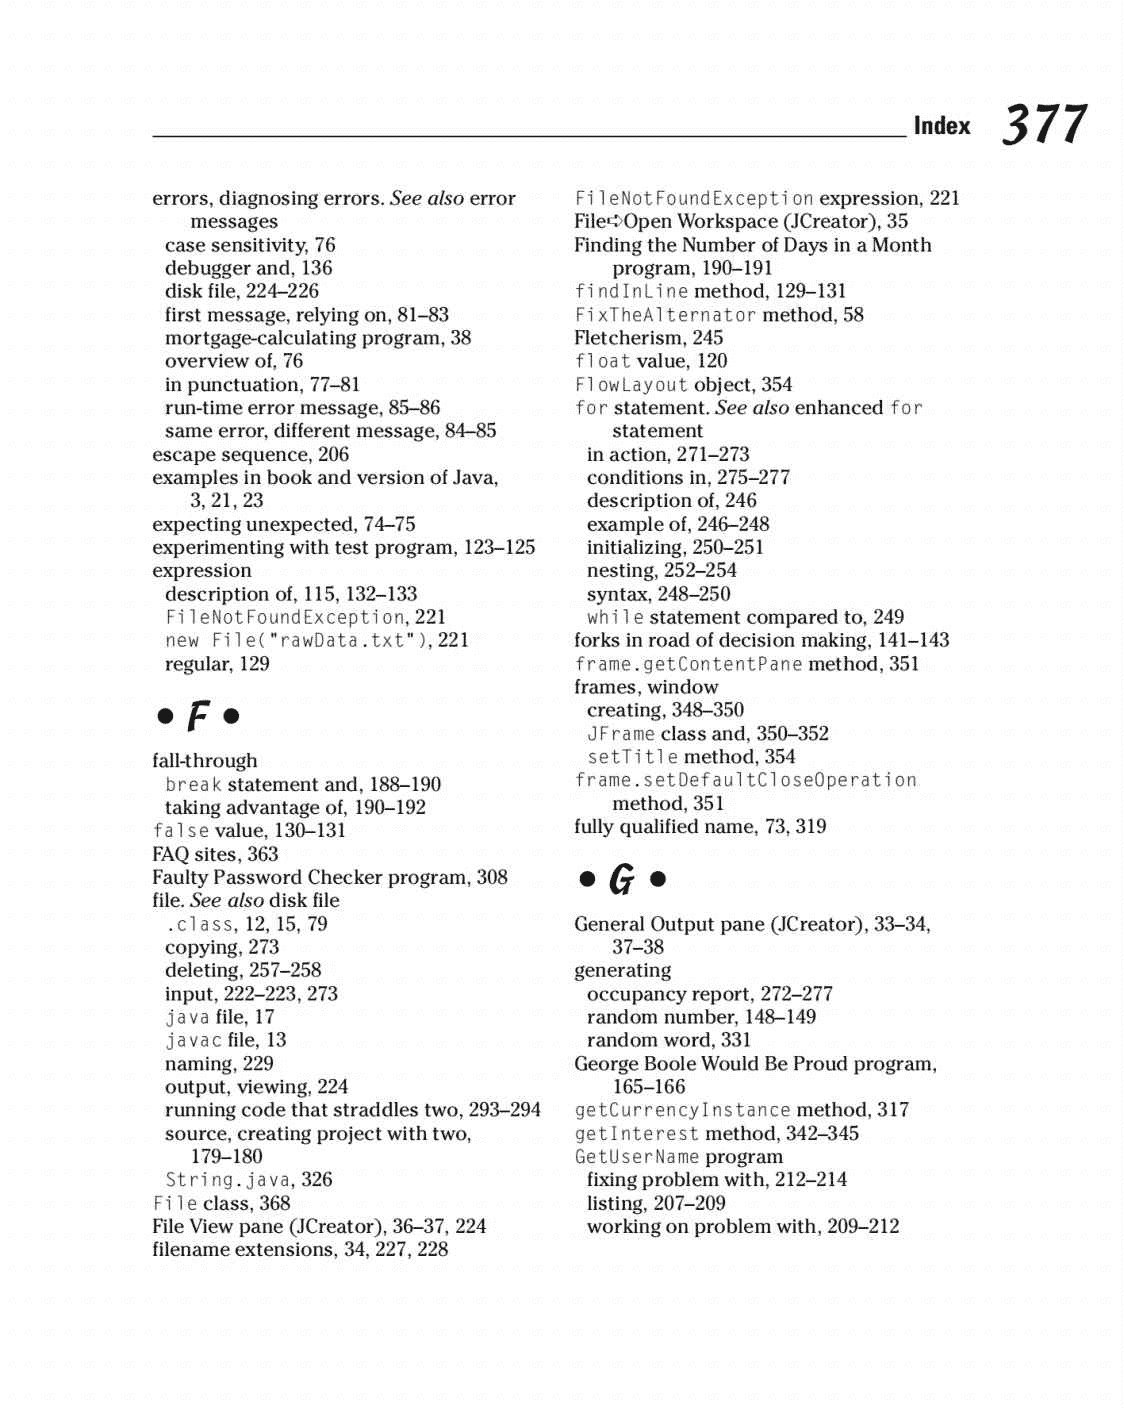 Index 377
errors, diagnosing errors. See also error
messages
case sensitivity, 76
debugger and, 136
disk file, 224–226
first message, relying on, 81–83
mortgage-calculating program, 38
overview of, 76
in punctuation, 77–81
run-time error message, 85–86
same error, different message, 84–85
escape sequence, 206
examples in book and version of Java,
3, 21, 23
expecting unexpected, 74–75
experimenting with test program, 123–125
expression
description of, 115, 132–133
FileNotFoundException, 221
new File("rawData.txt"), 221
regular, 129
• F •
fall-through
break statement and, 188–190
taking advantage of, 190–192
false value, 130–131
FAQ sites, 363
Faulty Password Checker program, 308
file. See also disk file
.class, 12, 15, 79
copying, 273
deleting, 257–258
input, 222–223, 273
java file, 17
javac file, 13
naming, 229
output, viewing, 224
running code that straddles two, 293–294
source, creating project with two,
179–180
String.java, 326
File class, 368
File View pane (JCreator), 36–37, 224
filename extensions, 34, 227, 228
FileNotFoundException expression, 221
File➪Open Workspace (JCreator), 35
Finding the Number of Days in a Month
program, 190–191
findInLine method, 129–131
FixTheAlternator method, 58
Fletcherism, 245
float value, 120
FlowLayout object, 354
for statement. See also enhanced for
statement
in action, 271–273
conditions in, 275–277
description of, 246
example of, 246–248
initializing, 250–251
nesting, 252–254
syntax, 248–250
while statement compared to, 249
forks in road of decision making, 141–143
frame.getContentPane method, 351
frames, window
creating, 348–350
JFrame class and, 350–352
setTitle method, 354
frame.setDefaultCloseOperation
method, 351
fully qualified name, 73, 319
• G •
General Output pane (JCreator), 33–34,
37–38
generating
occupancy report, 272–277
random number, 148–149
random word, 331
George Boole Would Be Proud program,
165–166
getCurrencyInstance method, 317
getInterest method, 342–345
GetUserName program
fixing problem with, 212–214
listing, 207–209
working on problem with, 209–212